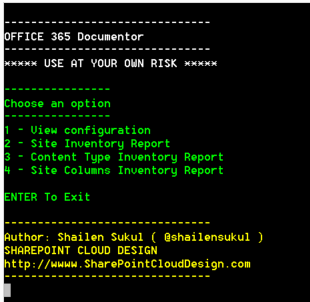 -------------------------------
OFFICE 365 Documentor
-------------------------------
***** USE AT YOUR OWN RISK *****
----------------
Choose an option
----------------
1 - View configuration
2 - Site Inventory Report
3 - Content Type Inventory Report
4 - Site Columns Inventory Report
ENTER To Exit
-------------------------------
Author: Shailen Sukul ( @shailensukul )
SHAREPOINT CLOUD DESIGN
http://wwww.SharePointCloudDesign.com
-------------------------------